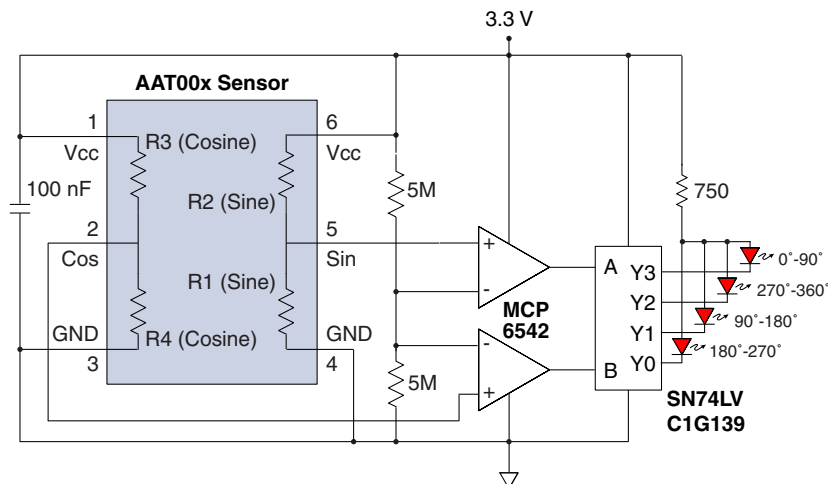 3.3 V
AAT00x Sensor
1
Vcc
R3 (Cosine)
6
Vcc
100 nF
R2 (Sine)
5M
750
2
Cos
5
Sin
+
-
A
Y3
0˚-90˚
R1 (Sine)
Y2
270˚-360˚
MCP
6542
Y1
90˚-180˚
GND
3
R4 (Cosine)
GND
4
5M
-
+
B
Y0
180˚-270˚
SN74LV
C1G139